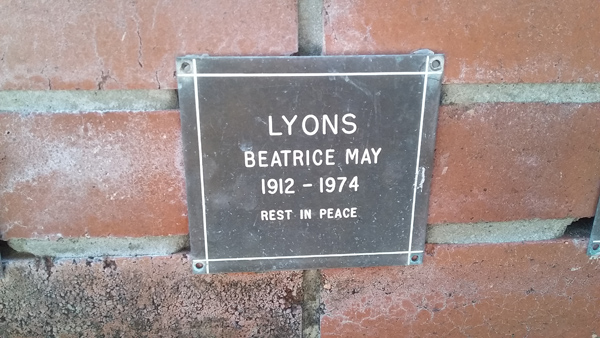 LYONS
BEATRICE MAY
1912 - 1974
REST IN PEACE